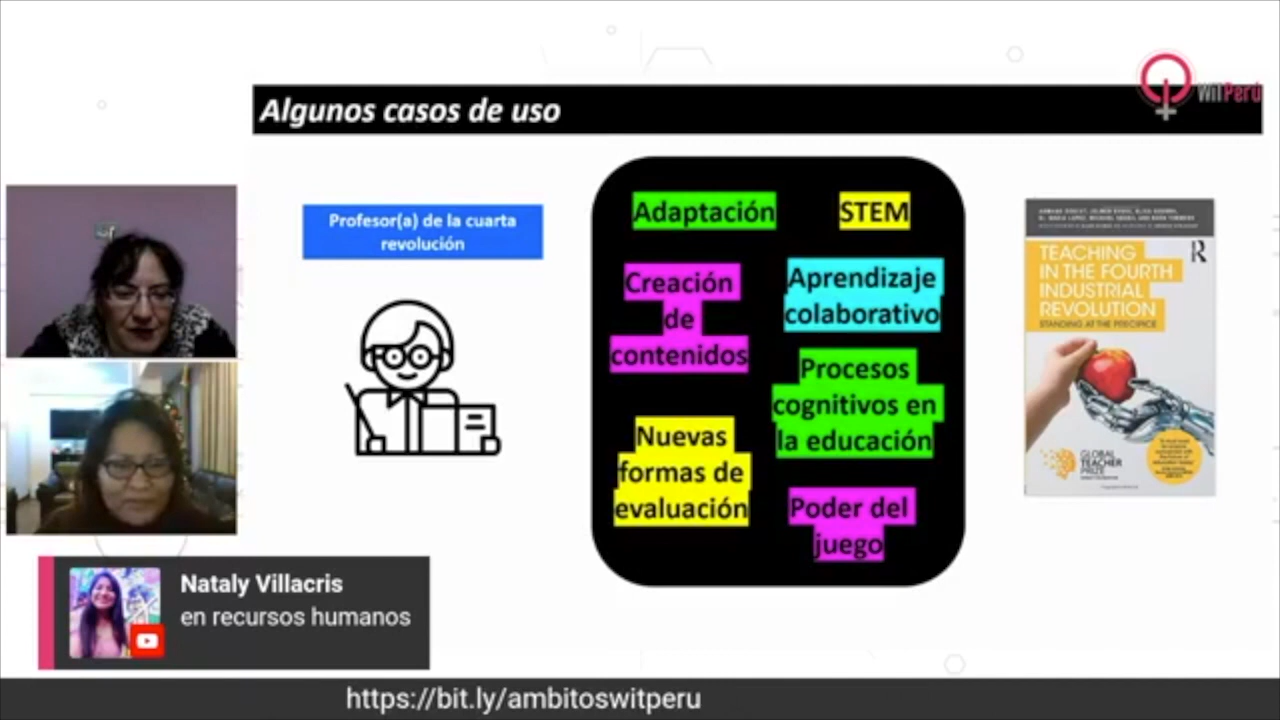 Algunos casos de uso
WITPerú
Profesor(a) de la cuarta
revolución
Adaptación
STEM
Creación
de
contenidos
Aprendizaje
colaborativo
Procesos
cognitivos en
la educación
Nuevas
formas de
evaluación
Poder del
juego
TEACHING
IN THE FOURTH
INDUSTRIAL
REVOLUTION
STANDING AT THE PRECIPICE
R
GLOBAL
TEACHER
PRIZE
Nataly Villacris
en recursos humanos
https://bit.ly/ambitoswitperu